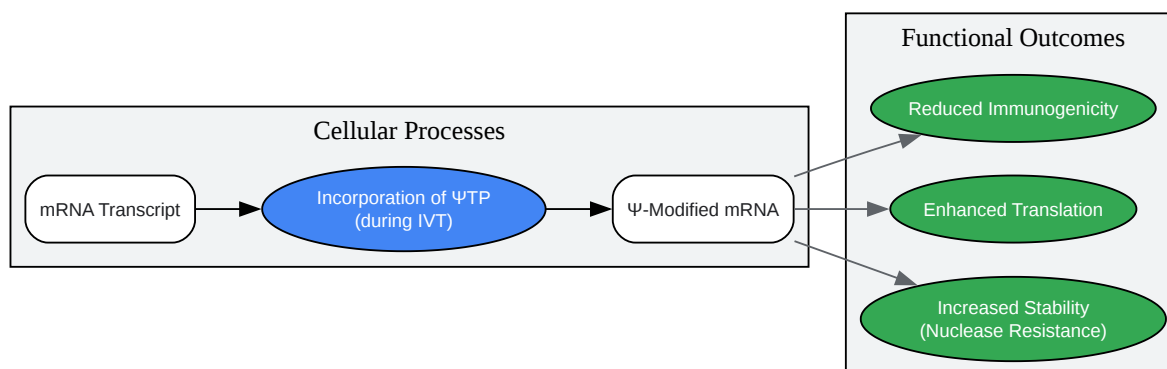 Cellular Processes
mRNA Transcript
Incorporation of ΨTP
(during IVT)
Ψ-Modified mRNA
Functional Outcomes
Reduced Immunogenicity
Enhanced Translation
Increased Stability
(Nuclease Resistance)